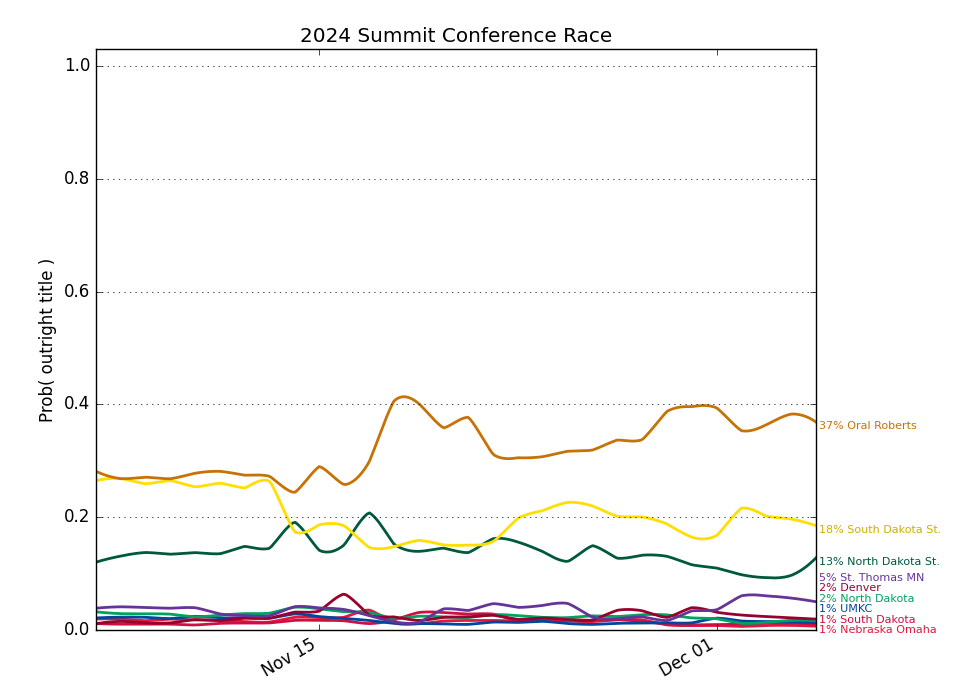 2024 Summit Conference Race
Prob( outright title )
1.0
0.8
0.6
0.4
0.2
0.0
Nov 15
Dec 01
37% Oral Roberts
18% South Dakota St.
13% North Dakota St.
5% St. Thomas MN
2% Denver
2% North Dakota
1% UMKC
1% South Dakota
1% Nebraska Omaha